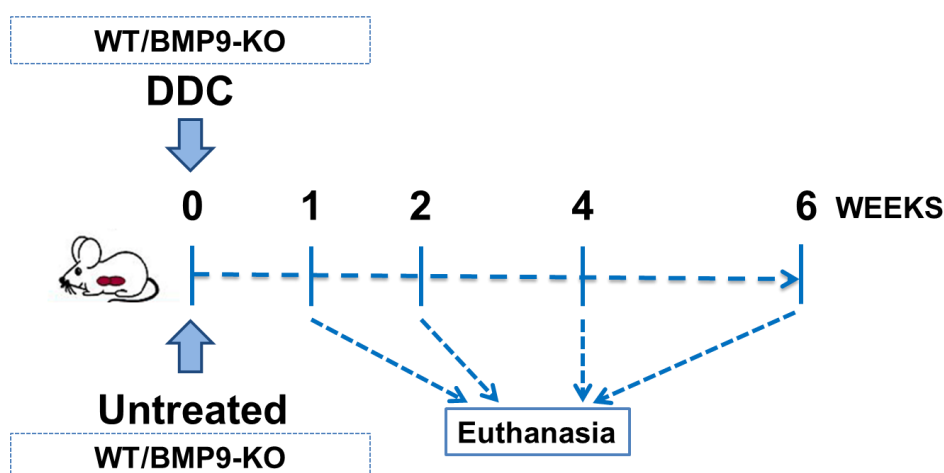 WT/BMP9-KO
DDC
0 1 2 4 6 WEEKS
Untreated
Euthanasia
WT/BMP9-KO